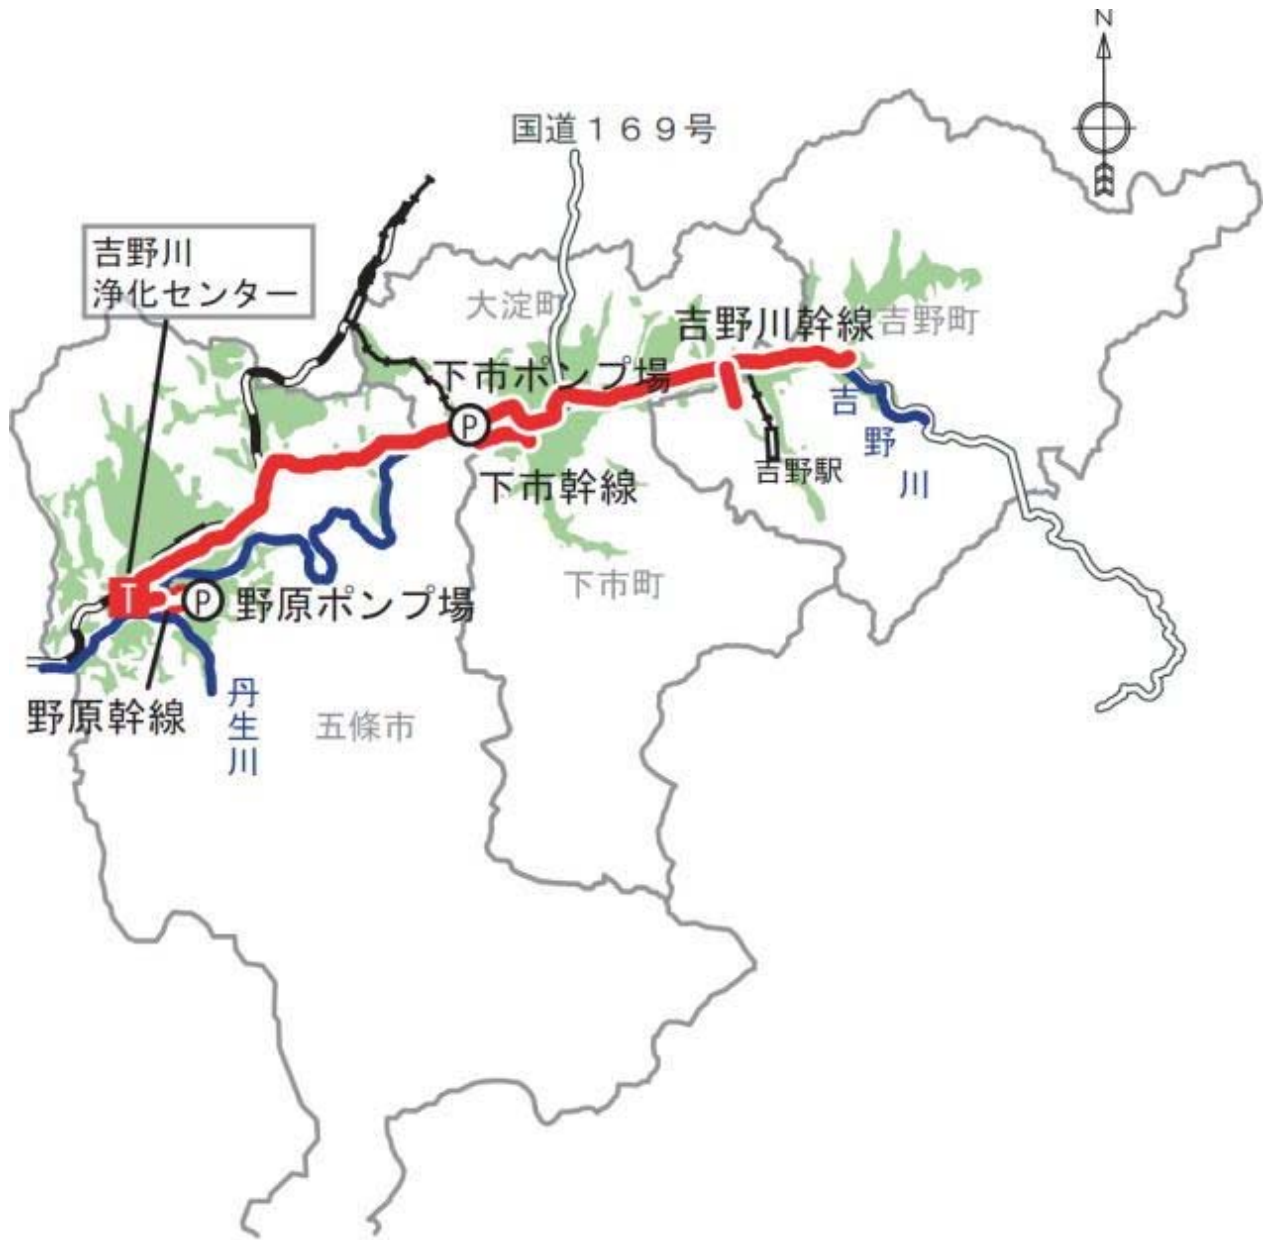 N
国道１６９号
吉野川
浄化センター
大淀町
吉野川幹線
吉野町
下市ポンプ場
P
吉野川
吉野駅
下市幹線
下市町
T
P
野原ポンプ場
野原幹線
丹生川
五條市